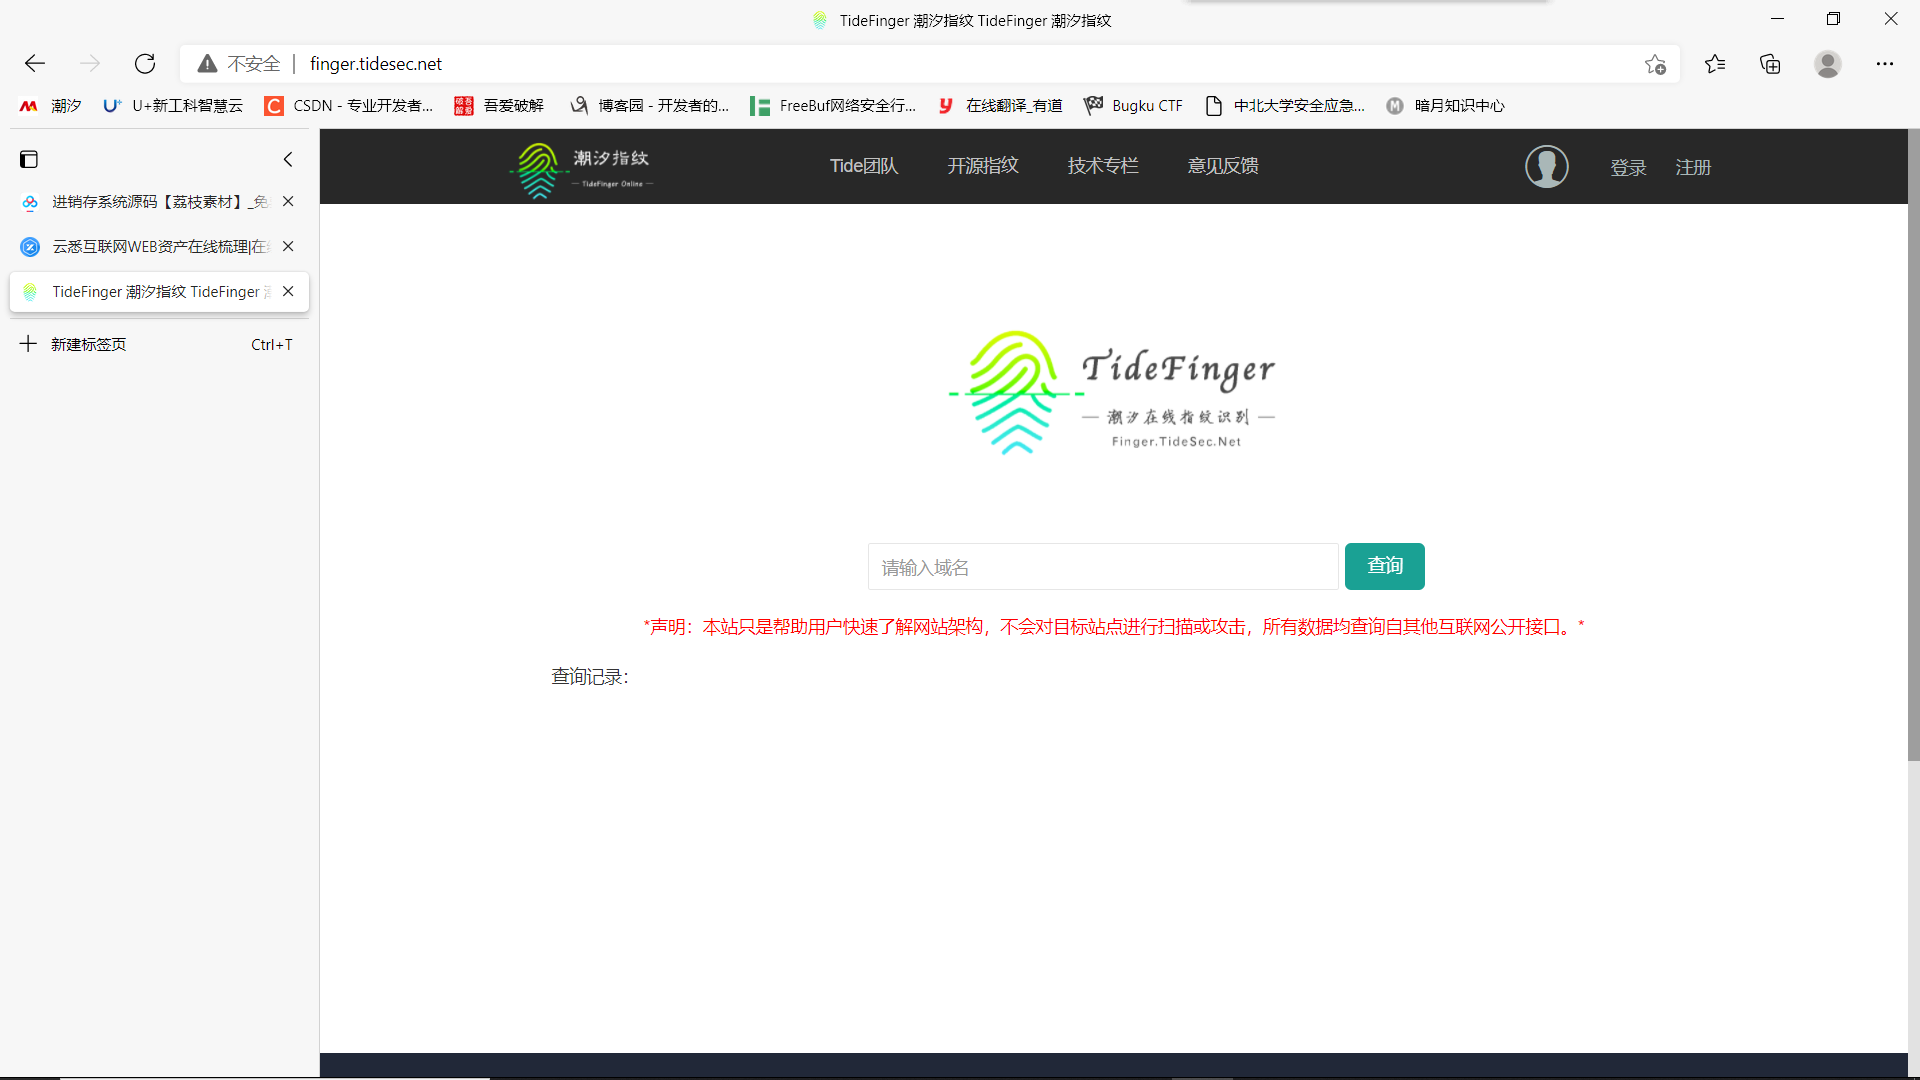 TideFinger 潮汐指纹 TideFinger 潮汐指纹
不安全 finger.tidesec.net
潮汐 U+新工科智慧云 CSDN - 专业开发者... 吾爱破解 博客园 - 开发者的... FreeBuf网络安全行... 在线翻译_有道 Bugku CTF 中北大学安全应急... 暗月知识中心
进销存系统源码【荔枝素材】_免
云悉互联网WEB资产在线梳理|在
TideFinger 潮汐指纹 TideFinger
新建标签页 Ctrl+T
潮汐指纹
TideFinger Online
Tide团队 开源指纹 技术专栏 意见反馈 登录 注册
TideFinger
潮汐在线指纹识别
Finger.TideSec.Net
请输入域名 查询
*声明：本站只是帮助用户快速了解网站架构，不会对目标站点进行扫描或攻击，所有数据均查询自其他互联网公开接口。*
查询记录：